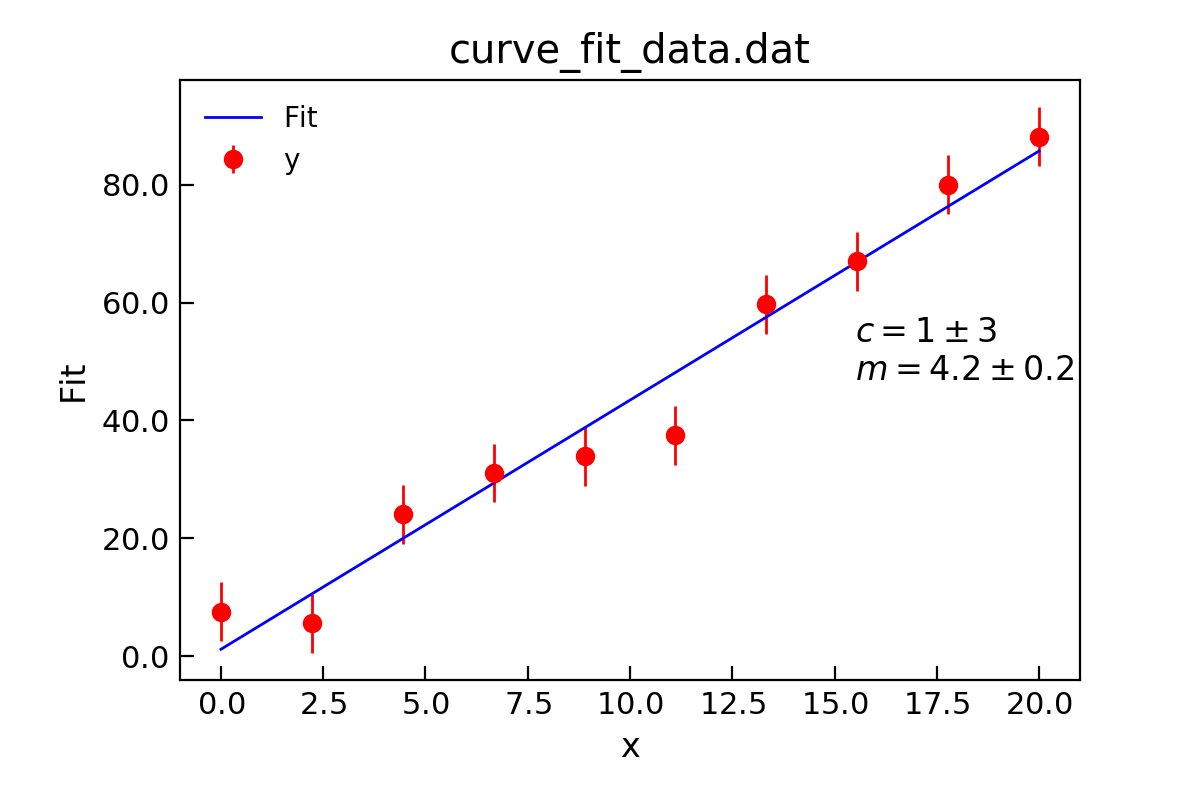 curve_fit_data.dat
Fit
y
80.0
60.0
40.0
20.0
0.0
Fit
c = 1 ± 3
m = 4.2 ± 0.2
0.0 2.5 5.0 7.5 10.0 12.5 15.0 17.5 20.0
x